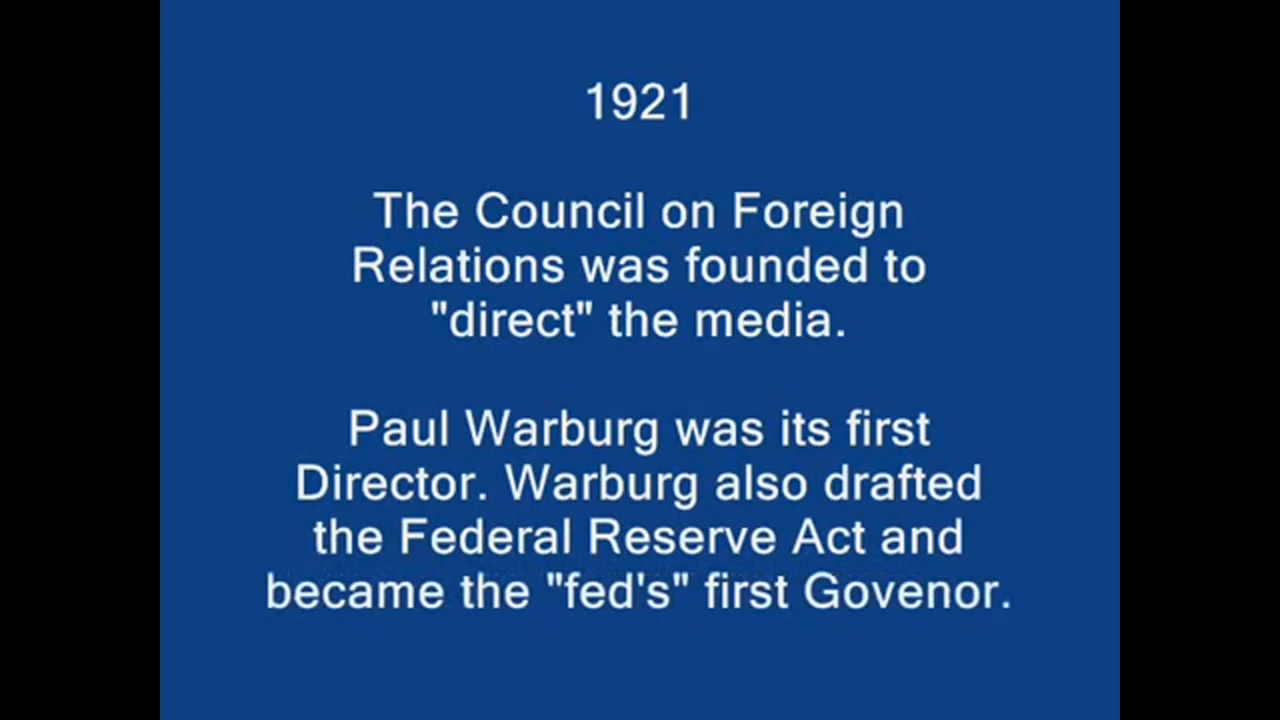 1921
The Council on Foreign
Relations was founded to
"direct" the media.
Paul Warburg was its first
Director. Warburg also drafted
the Federal Reserve Act and
became the "fed's" first Govenor.